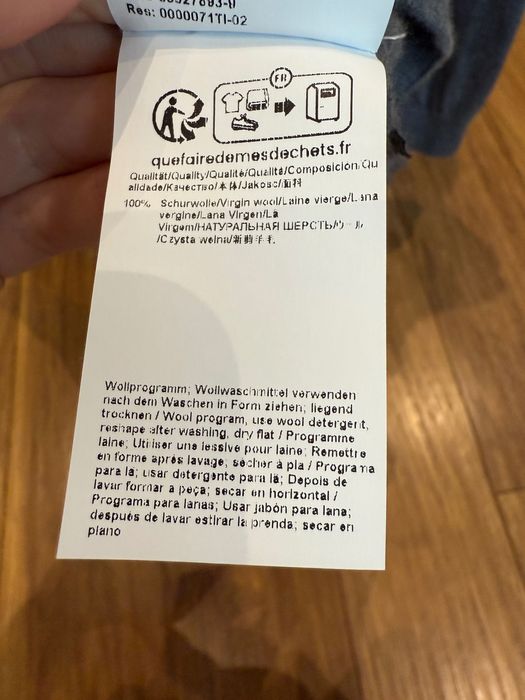 Res: 0000071TI-02
FR
quefairedemesdechets.fr
Qualität/Quality/Qualité/Qualità/Composición/Qu
alidade/Качество/本体/Jakość/面料
100% Schurwolle/Virgin wool/Laine vierge/Lana
vergine/Lana Virgen/Lã
Virgem/НАТУРАЛЬНАЯ ШЕРСТЬ/ウール
/Czysta wełna/新羊毛
Wollprogramm; Wollwaschmittel verwenden
nach dem Waschen in Form ziehen; liegend
trocknen / Wool program, use wool detergent,
reshape after washing, dry flat / Programme
laine; Utiliser une lessive pour laine; Remettre
en forme après lavage; sécher à pla / Programa
para lã; usar detergente para lã; Depois de
lavar formar a peça; secar en horizontal /
Programa para lanas; Usar jabón para lana;
después de lavar estirar la prenda; secar en
plano